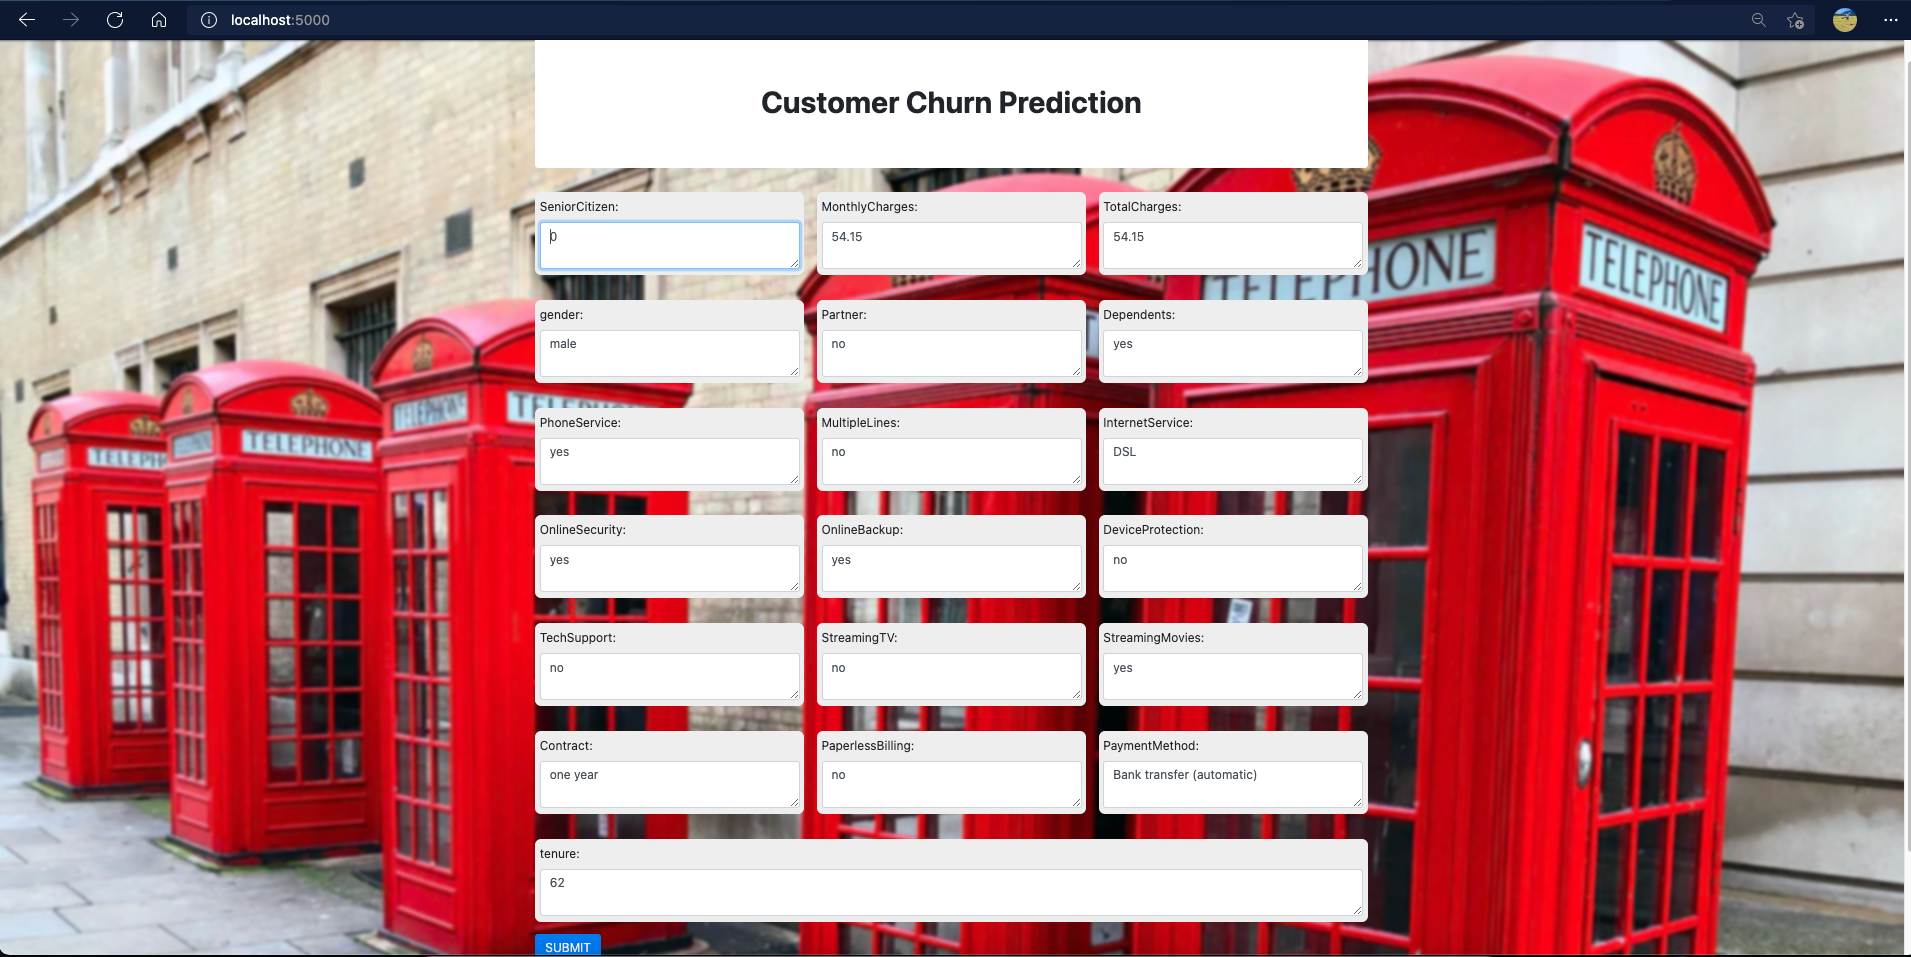 localhost:5000
Customer Churn Prediction
SeniorCitizen: MonthlyCharges: TotalCharges:
0 54.15 54.15
gender: Partner: Dependents:
male no yes
PhoneService: MultipleLines: InternetService:
yes no DSL
OnlineSecurity: OnlineBackup: DeviceProtection:
yes yes no
TechSupport: StreamingTV: StreamingMovies:
no no yes
Contract: PaperlessBilling: PaymentMethod:
one year no Bank transfer (automatic)
tenure:
62
SUBMIT
TELEPHONE
TELEPHONE
TELEPHONE